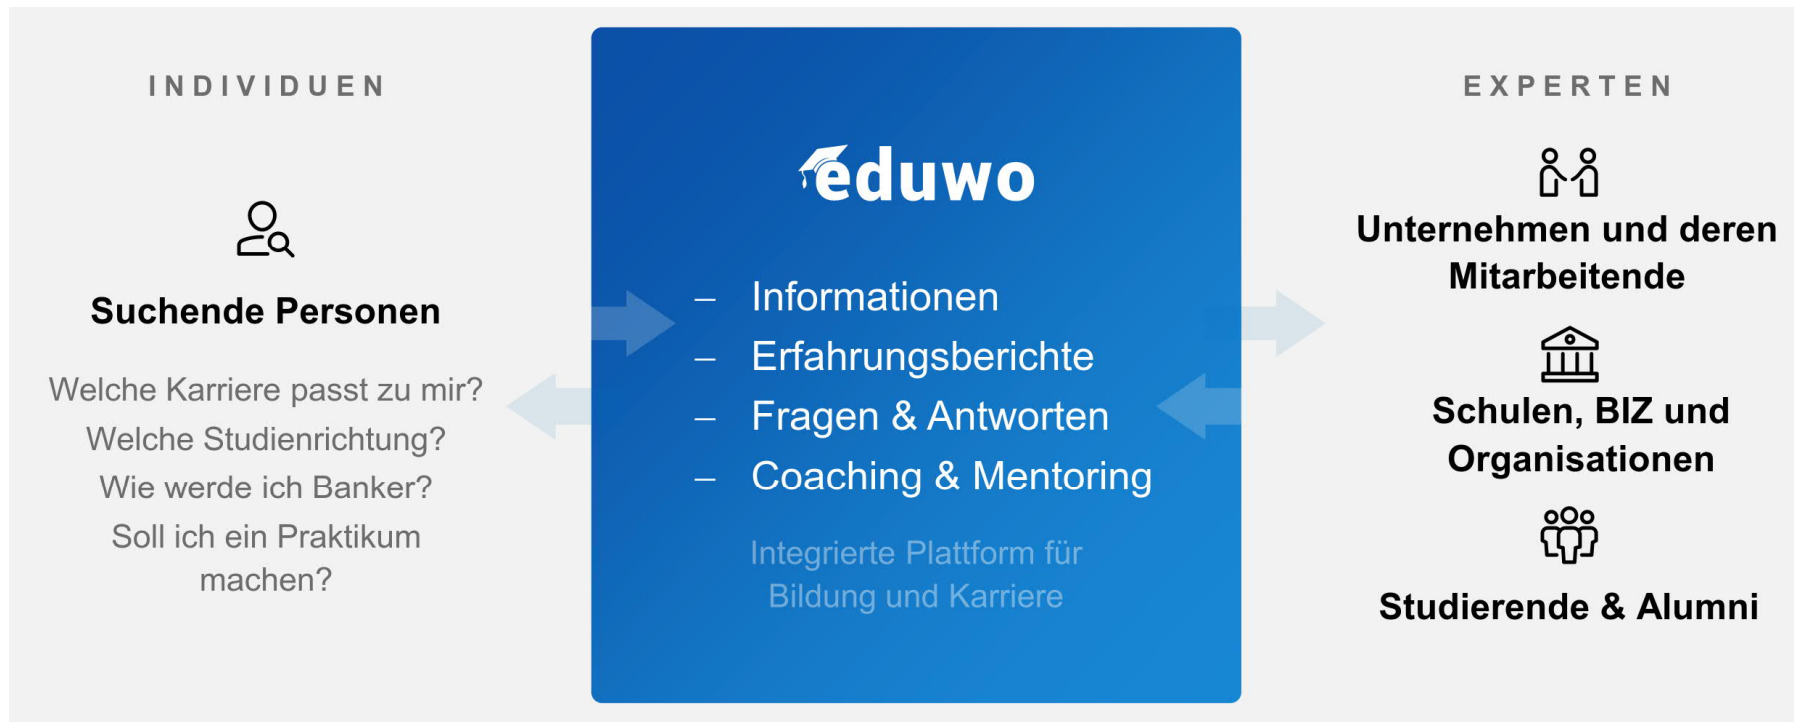 INDIVIDUEN
Suchende Personen
Welche Karriere passt zu mir?
Welche Studienrichtung?
Wie werde ich Banker?
Soll ich ein Praktikum
machen?
eduwo
– Informationen
– Erfahrungsberichte
– Fragen & Antworten
– Coaching & Mentoring
Integrierte Plattform für
Bildung und Karriere
EXPERTEN
Unternehmen und deren
Mitarbeitende
Schulen, BIZ und
Organisationen
Studierende & Alumni